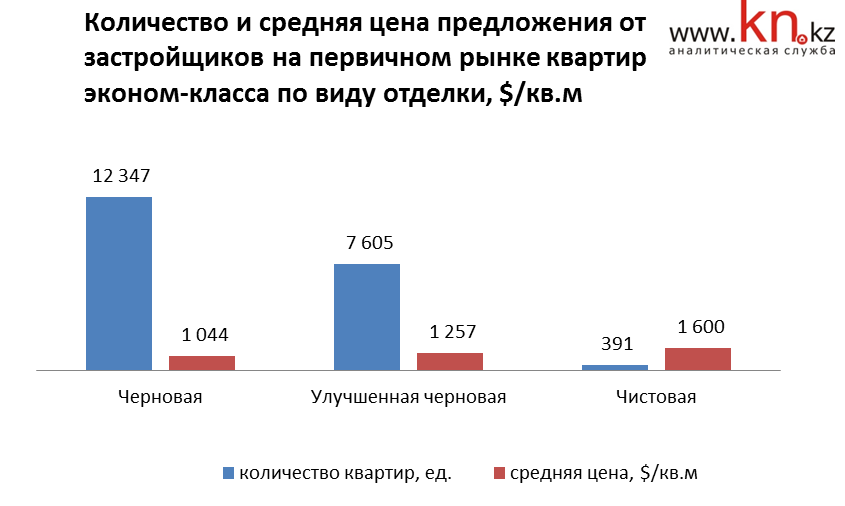 Количество и средняя цена предложения от
застройщиков на первичном рынке квартир
эконом-класса по виду отделки, $/кв.м
www.kn.kz
аналитическая служба
12 347
7 605
1 044
1 257
391
1 600
Черновая
Улучшенная черновая
Чистовая
количество квартир, ед.
средняя цена, $/кв.м